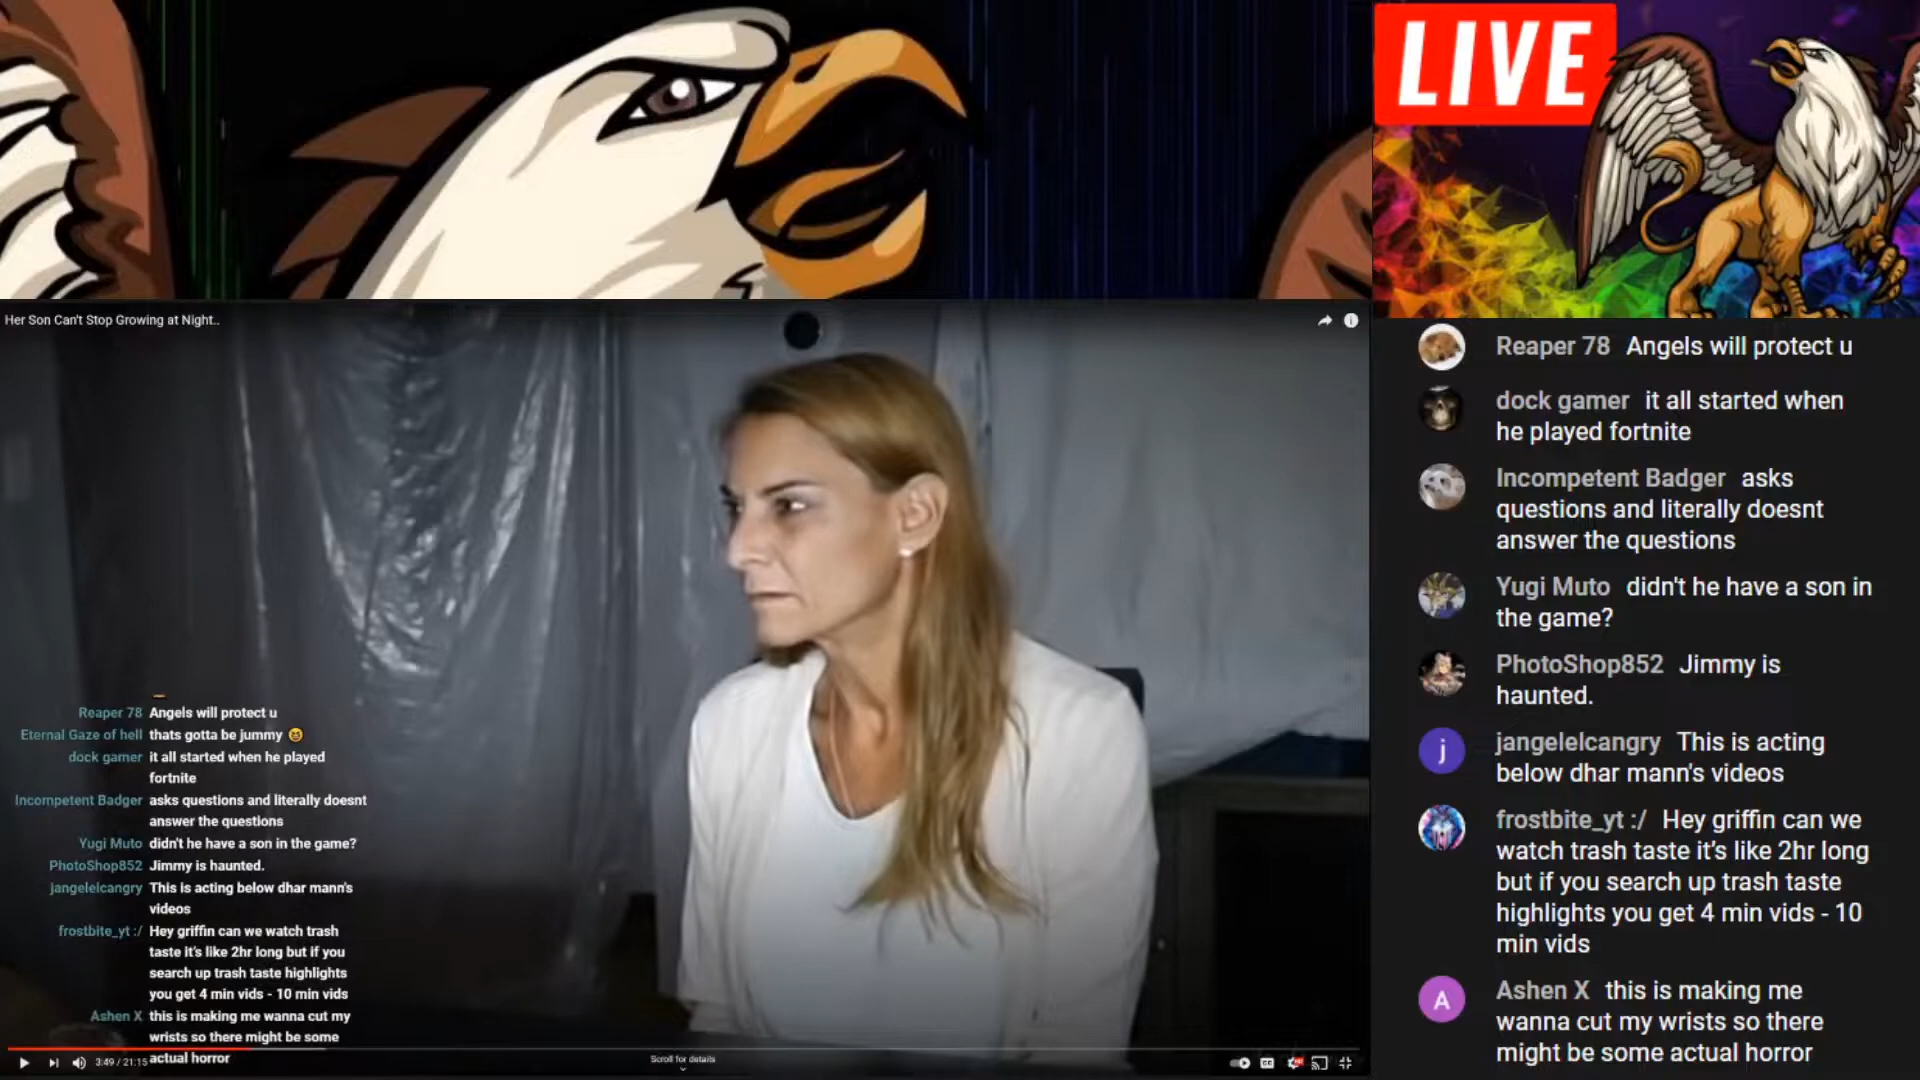 LIVE
Her Son Can't Stop Growing at Night..
Reaper 78 Angels will protect u
Eternal Gaze of hell thats gotta be jummy 😆
dock gamer it all started when he played
fortnite
Incompetent Badger asks questions and literally doesnt
answer the questions
Yugi Muto didn't he have a son in the game?
PhotoShop852 Jimmy is haunted.
jangelelcangry This is acting below dhar mann's
videos
frostbite_yt :/ Hey griffin can we watch trash
taste it's like 2hr long but if you
search up trash taste highlights
you get 4 min vids - 10 min vids
Ashen X this is making me wanna cut my
wrists so there might be some
actual horror
3:49 / 21:15
Scroll for details
Reaper 78 Angels will protect u
dock gamer it all started when
he played fortnite
Incompetent Badger asks
questions and literally doesnt
answer the questions
Yugi Muto didn't he have a son in
the game?
PhotoShop852 Jimmy is
haunted.
j
jangelelcangry This is acting
below dhar mann's videos
frostbite_yt :/ Hey griffin can we
watch trash taste it's like 2hr long
but if you search up trash taste
highlights you get 4 min vids - 10
min vids
A
Ashen X this is making me
wanna cut my wrists so there
might be some actual horror